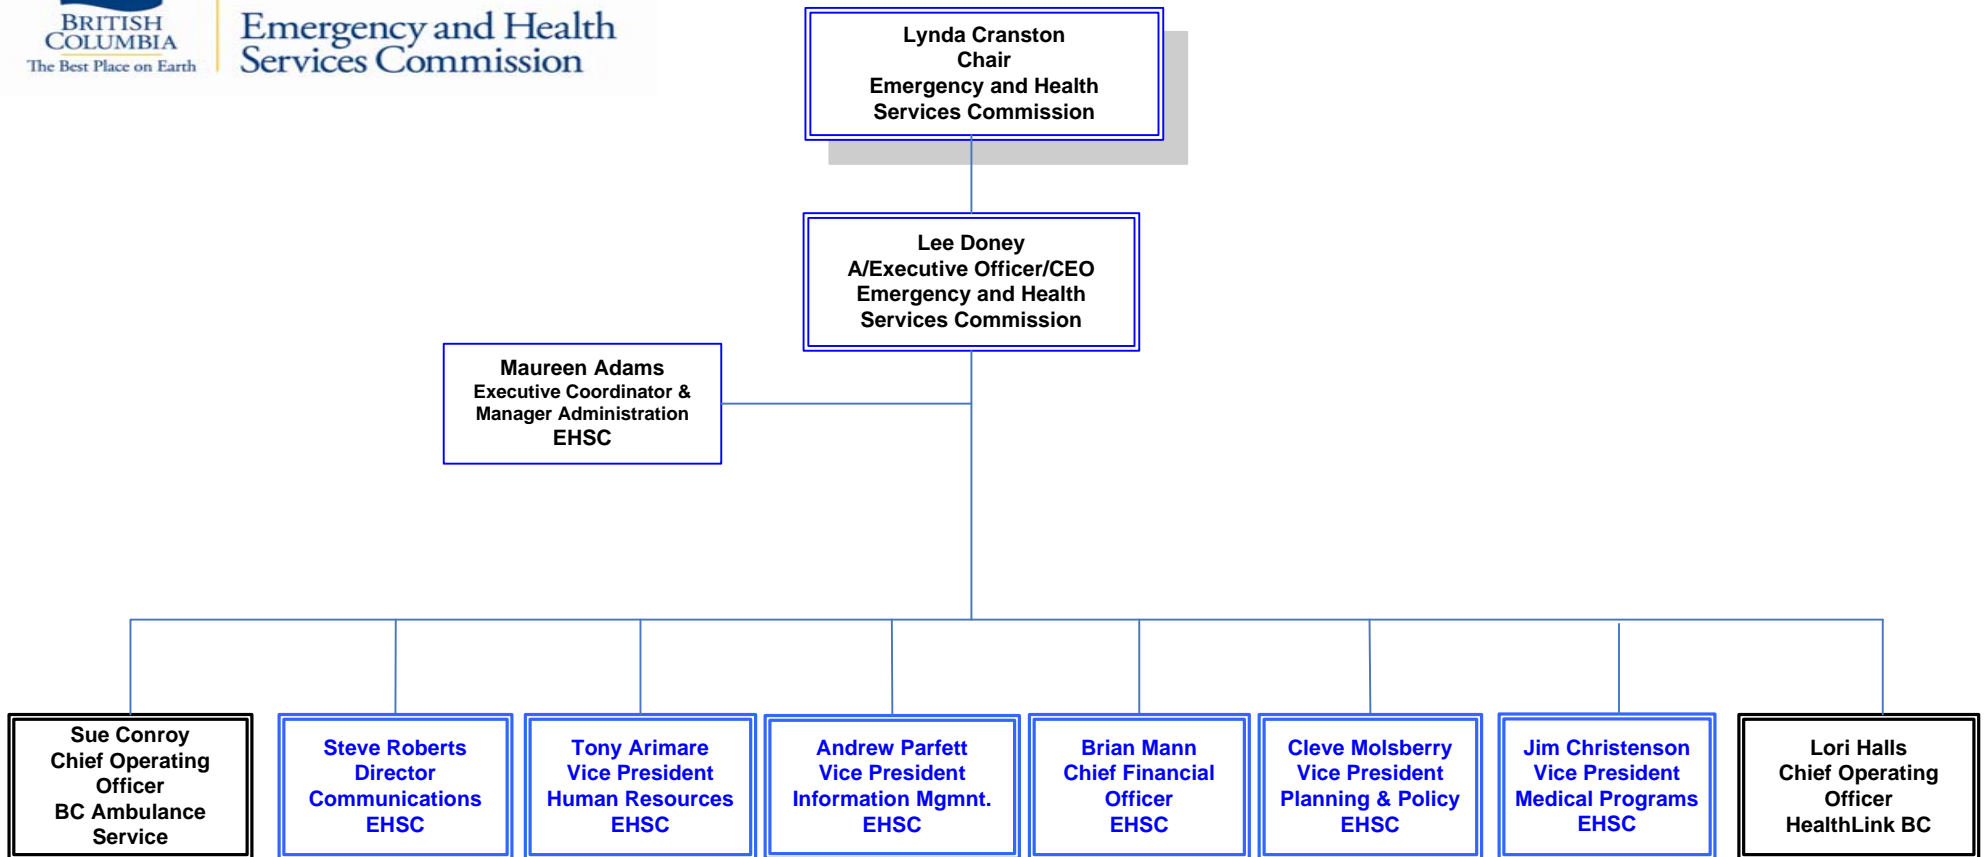 BRITISH
COLUMBIA
The Best Place on Earth
Emergency and Health
Services Commission
Lynda Cranston
Chair
Emergency and Health
Services Commission
Lee Doney
A/Executive Officer/CEO
Emergency and Health
Services Commission
Maureen Adams
Executive Coordinator &
Manager Administration
EHSC
Sue Conroy
Chief Operating
Officer
BC Ambulance
Service
Steve Roberts
Director
Communications
EHSC
Tony Arimare
Vice President
Human Resources
EHSC
Andrew Parfett
Vice President
Information Mgmnt.
EHSC
Brian Mann
Chief Financial
Officer
EHSC
Cleve Molsberry
Vice President
Planning & Policy
EHSC
Jim Christenson
Vice President
Medical Programs
EHSC
Lori Halls
Chief Operating
Officer
HealthLink BC